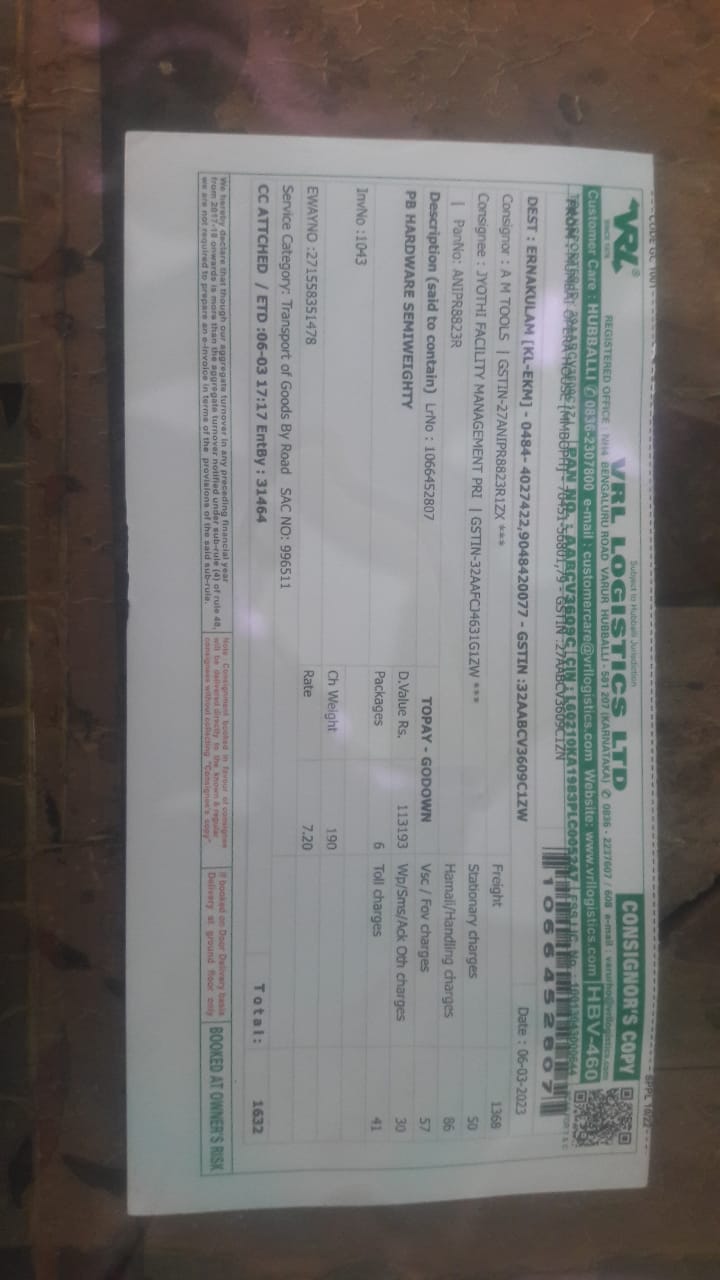 CODE GC 1001
SPPL 10/22
VRL®
SINCE 1976
Subject to Hubballi Jurisdiction
VRL LOGISTICS LTD
CONSIGNOR'S COPY
REGISTERED OFFICE : NH4 BENGALURU ROAD VARUR HUBBALLI - 581 207 (KARNATAKA) ✆ 0836 - 2237607 / 608 e-mail : varurho@vrllogistics.com
Customer Care : HUBBALLI ✆ 0836-2307800 e-mail : customercare@vrllogistics.com Website: www.vrllogistics.com HBV-460
PAN NO. : AABCV3609C CIN : L60210KA1983PLC005247 FSS LIC. No. : 10013043000644
FROM : MUMBAI OPERA HOUSE [MMBOPH] - 70451-56801,79 - GSTIN :27AABCV3609C1ZN
1066452807
DEST : ERNAKULAM [KL-EKM] - 0484- 4027422,9048420077 - GSTIN :32AABCV3609C1ZW
Date : 06-03-2023
Consignor : A M TOOLS | GSTIN-27ANIPR8823R1ZX ***
Freight 1368
Consignee : JYOTHI FACILITY MANAGEMENT PRI | GSTIN-32AAFCJ4631G1ZW ***
Stationary charges 50
| PanNo: ANIPR8823R
Hamali/Handling charges 86
Description (said to contain) LrNo : 1066452807
TOPAY - GODOWN
Vsc / Fov charges 57
PB HARDWARE SEMIWEIGHTY
D.Value Rs. 113193
Wp/Sms/Ack Oth charges 30
Packages 6
Toll charges 41
InvNo :1043
Ch Weight 190
EWAYNO :271558351478
Rate 7.20
Service Category: Transport of Goods By Road SAC NO: 996511
CC ATTCHED / ETD :06-03 17:17 EntBy : 31464
Total: 1632
We hereby declare that though our aggregate turnover in any preceding financial year
from 2017-18 onwards is more than the aggregate turnover notified under sub-rule (4) of rule 48,
we are not required to prepare an e-invoice in terms of the provisions of the said sub-rule.
Note : Consignment booked in favour of consignee
will be delivered directly to the known & regular
consignees without collecting "Consignee's copy".
If booked on Door Delivery basis
Delivery at ground floor only
BOOKED AT OWNER'S RISK